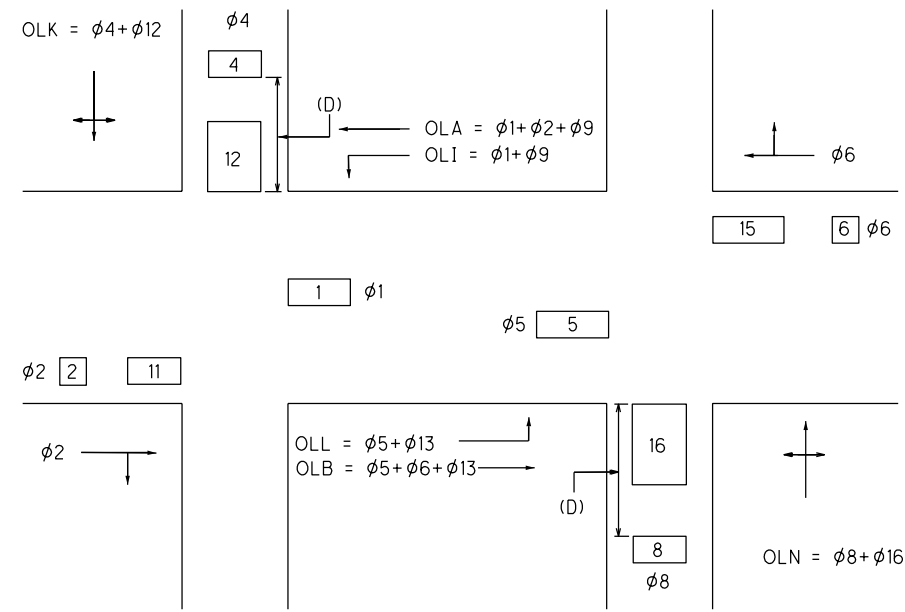 ϕ4
OLK = ϕ4+ϕ12
4
(D)
OLA = ϕ1+ϕ2+ϕ9
12
OLI = ϕ1+ϕ9
ϕ6
15
6 ϕ6
1 ϕ1
ϕ5 5
ϕ2 2 11
OLL = ϕ5+ϕ13
16
ϕ2
OLB = ϕ5+ϕ6+ϕ13
(D)
8
OLN = ϕ8+ϕ16
ϕ8